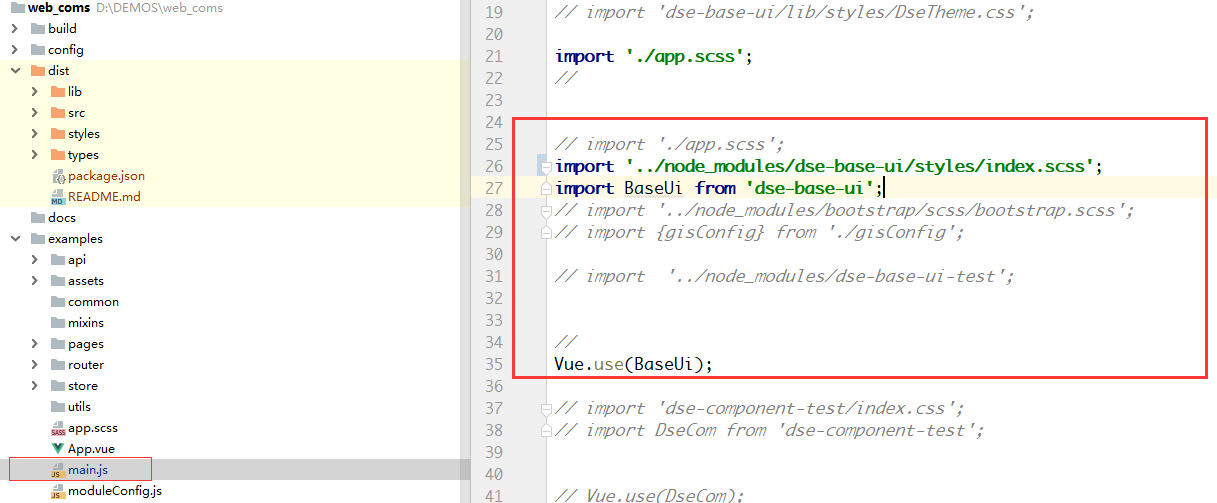 web_coms D:\DEMOS\web_coms
build
config
dist
lib
src
styles
types
package.json
README.md
docs
examples
api
assets
common
mixins
pages
router
store
utils
app.scss
App.vue
main.js
moduleConfig.js
19 // import 'dse-base-ui/lib/styles/DseTheme.css';
20
21 import './app.scss';
22 //
23
24
25 // import './app.scss';
26 import '../node_modules/dse-base-ui/styles/index.scss';
27 import BaseUi from 'dse-base-ui';
28 // import '../node_modules/bootstrap/scss/bootstrap.scss';
29 // import {gisConfig} from './gisConfig';
30
31 // import  '../node_modules/dse-base-ui-test';
32
33
34 //
35 Vue.use(BaseUi);
36
37 // import 'dse-component-test/index.css';
38 // import DseCom from 'dse-component-test';
39
40
41 // Vue.use(DseCom);